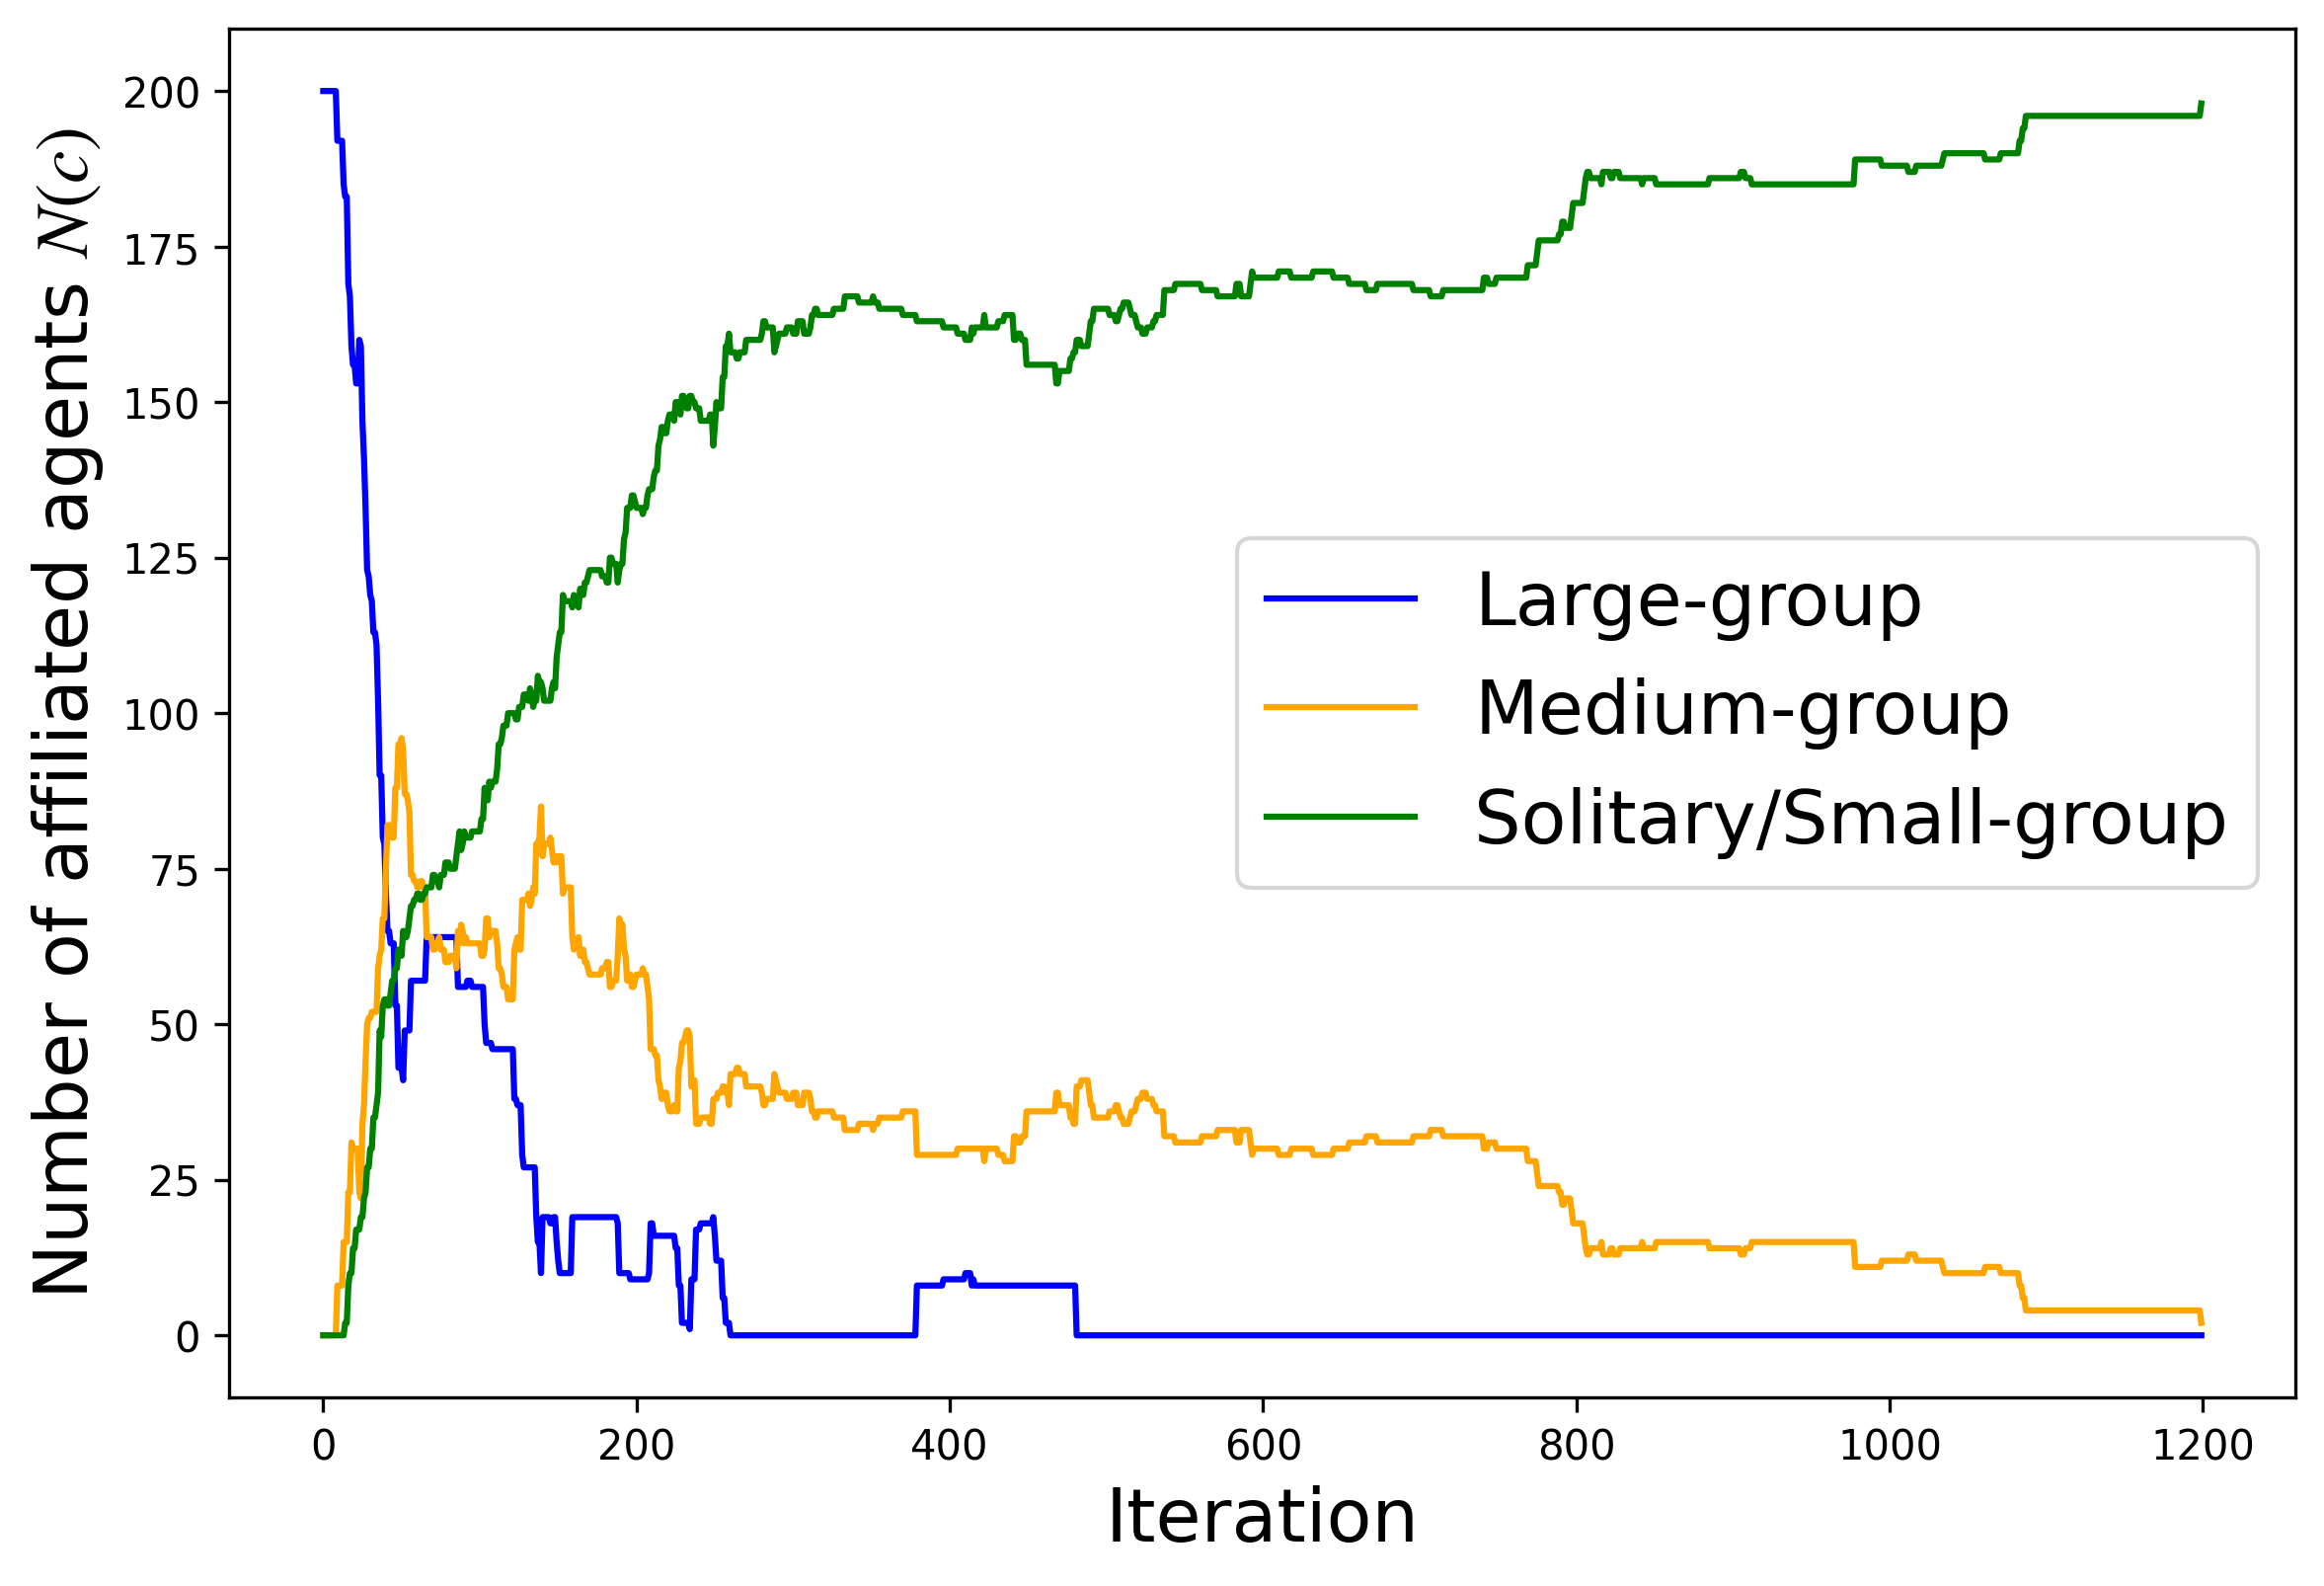 Number of affiliated agents N(c)
200
175
150
125
100
75
50
25
0
Large-group
Medium-group
Solitary/Small-group
0 200 400 600 800 1000 1200
Iteration